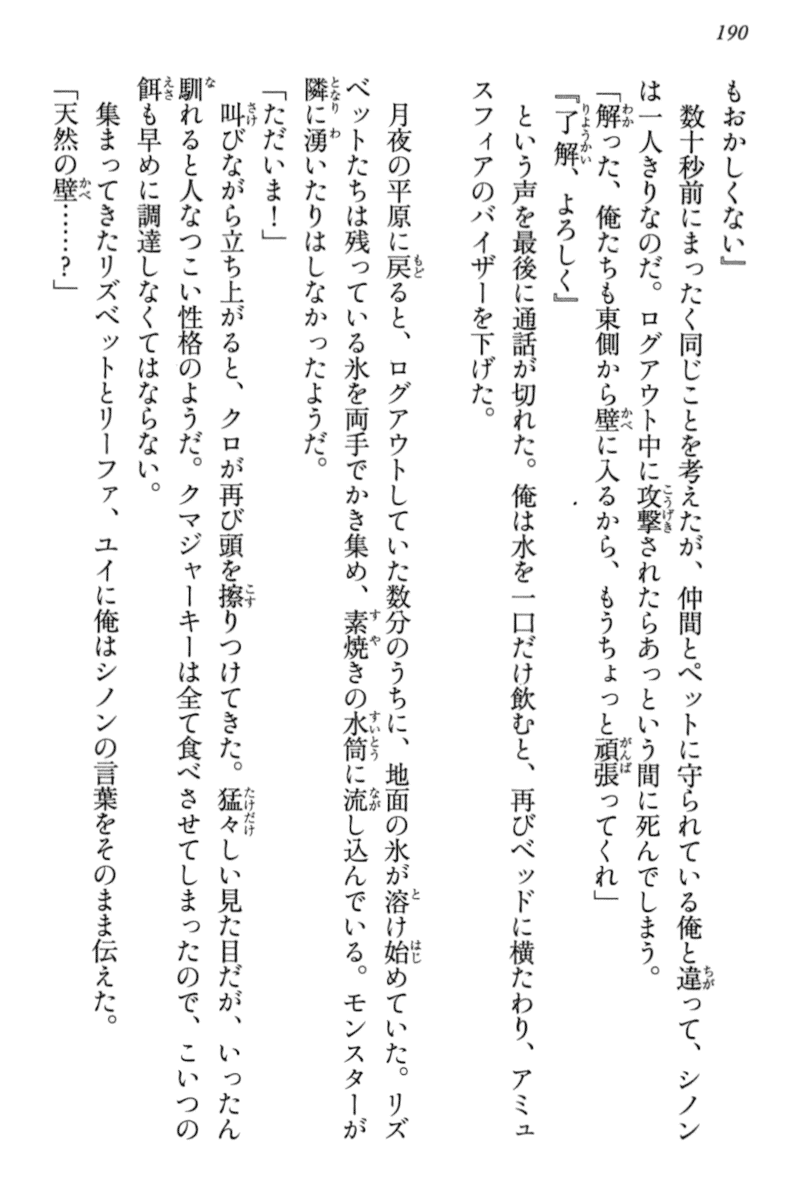 190
もおかしくない』
　数十秒前にまったく同じことを考えたが、仲間とペットに守られている俺と違って、シノン
は一人きりなのだ。ログアウト中に攻撃されたらあっという間に死んでしまう。
「解った、俺たちも東側から壁に入るから、もうちょっと頑張ってくれ」
『了解、よろしく』
　という声を最後に通話が切れた。俺は水を一口だけ飲むと、再びベッドに横たわり、アミュ
スフィアのバイザーを下げた。
　月夜の平原に戻ると、ログアウトしていた数分のうちに、地面の氷が溶け始めていた。リズ
ベットたちは残っている氷を両手でかき集め、素焼きの水筒に流し込んでいる。モンスターが
隣に湧いたりはしなかったようだ。
「ただいま！」
　叫びながら立ち上がると、クロが再び頭を擦りつけてきた。猛々しい見た目だが、いったん
馴れると人なつこい性格のようだ。クマジャーキーは全て食べさせてしまったので、こいつの
餌も早めに調達しなくてはならない。
　集まってきたリズベットとリーファ、ユイに俺はシノンの言葉をそのまま伝えた。
「天然の壁……？」